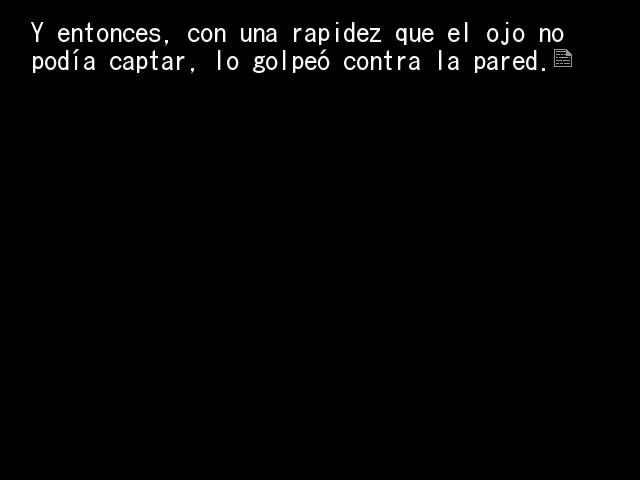 Y entonces, con una rapidez que el ojo no
podía captar, lo golpeó contra la pared.